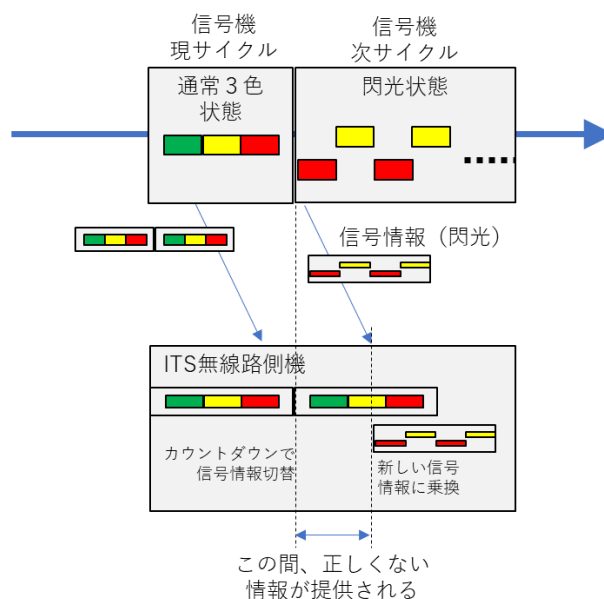 信号機
現サイクル
信号機
次サイクル
通常３色
状態
閃光状態
信号情報（閃光）
ITS無線路側機
カウントダウンで
信号情報切替
新しい信号
情報に乗換
この間、正しくない
情報が提供される